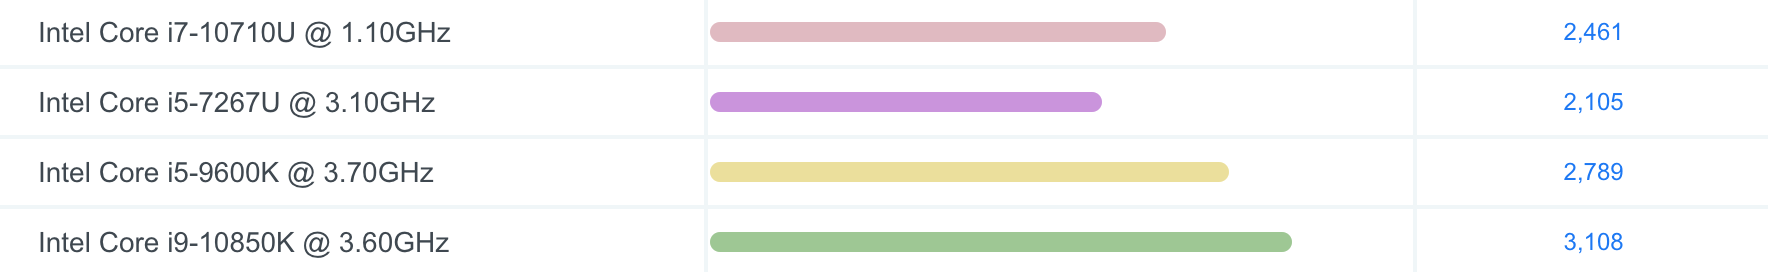 Intel Core i7-10710U @ 1.10GHz 2,461
Intel Core i5-7267U @ 3.10GHz 2,105
Intel Core i5-9600K @ 3.70GHz 2,789
Intel Core i9-10850K @ 3.60GHz 3,108